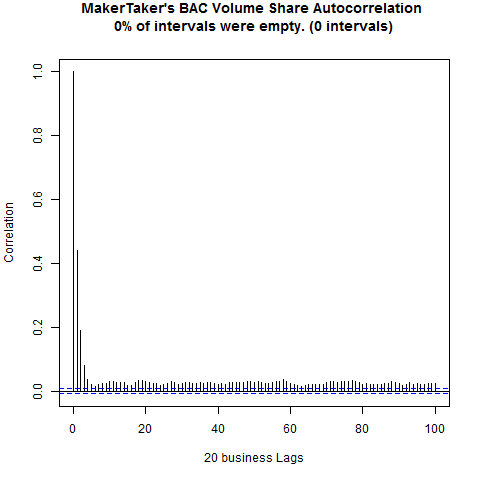 MakerTaker's BAC Volume Share Autocorrelation
0% of intervals were empty. (0 intervals)
Correlation
1.0
0.8
0.6
0.4
0.2
0.0
0 20 40 60 80 100
20 business Lags